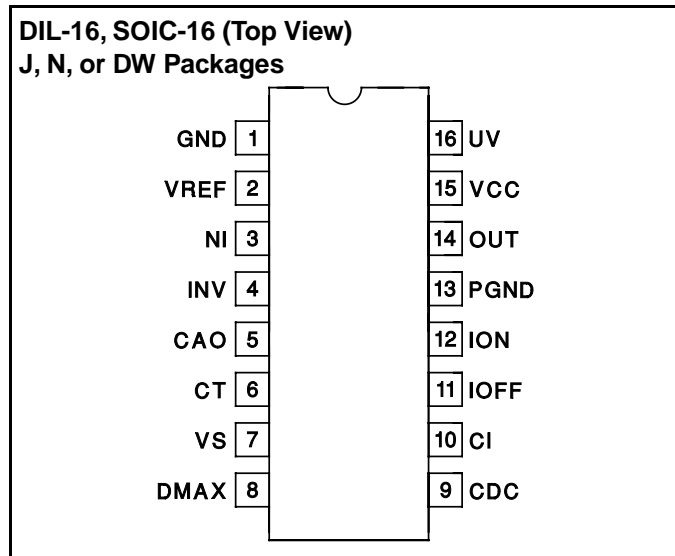 DIL-16, SOIC-16 (Top View)
J, N, or DW Packages
GND 1 16 UV
VREF 2 15 VCC
NI 3 14 OUT
INV 4 13 PGND
CAO 5 12 ION
CT 6 11 IOFF
VS 7 10 CI
DMAX 8 9 CDC